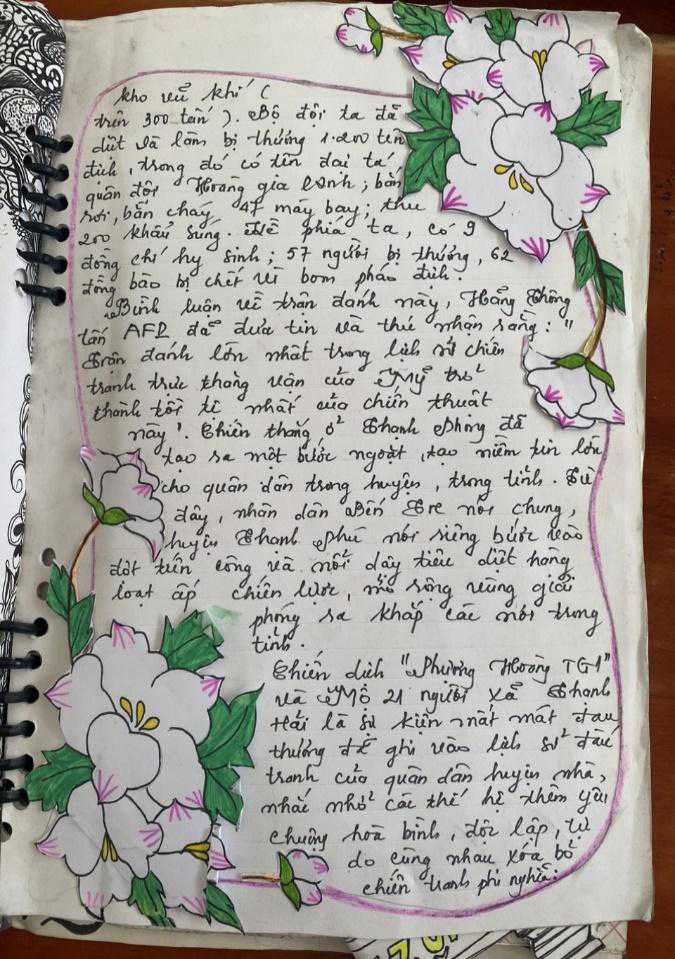 kho vũ khí (
trên 300 tấn ). Bộ đội ta đã
diệt và làm bị thương 1.200 tên
địch, trong đó có tên đại tá
quân đội Hoàng gia Anh; bắn
rơi, bắn cháy 47 máy bay; thu
200 khẩu súng. Về phía ta, có 9
đồng chí hy sinh; 57 người bị thương, 62
đồng bào bị chết vì bom pháo địch.
Bình luận về trận đánh này, Hãng Thông
tấn AFP đã đưa tin và thú nhận rằng: "
Trận đánh lớn nhất trong lịch sử chiến
tranh trực thăng vận của Mỹ trở
thành tồi tệ nhất của chiến thuật
này". Chiến thắng ở Thạnh Phong đã
tạo ra một bước ngoặt, tạo niềm tin lớn
cho quân dân trong huyện, trong tỉnh. Từ
đây, nhân dân Bến Tre nói chung,
huyện Thạnh Phú nói riêng bước vào
đợt tiến công và nổi dậy tiêu diệt hàng
loạt ấp chiến lược, mở rộng vùng giải
phóng ra khắp các nơi trong
tỉnh.
Chiến dịch "Phượng Hoàng TG1"
và Mộ 21 người xã Thạnh
Hải là sự kiện mất mát đau
thương để ghi vào lịch sử đấu
tranh của quân dân huyện nhà,
nhắc nhở các thế hệ thêm yêu
chuộng hoà bình, độc lập, tự
do cùng nhau xóa bỏ
chiến tranh phi nghĩa.